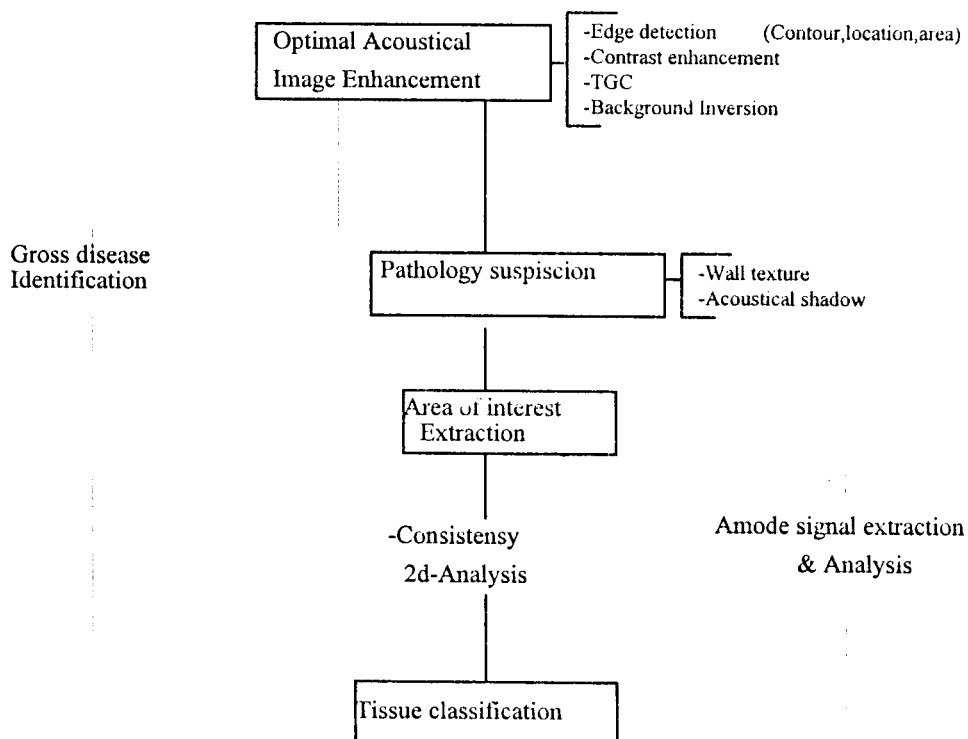 Optimal Acoustical
Image Enhancement
-Edge detection (Contour,location,area)
-Contrast enhancement
-TGC
-Background Inversion
Gross disease
Identification
Pathology suspiscion
-Wall texture
-Acoustical shadow
Area of interest
Extraction
-Consistensy
2d-Analysis
Amode signal extraction
& Analysis
Tissue classification